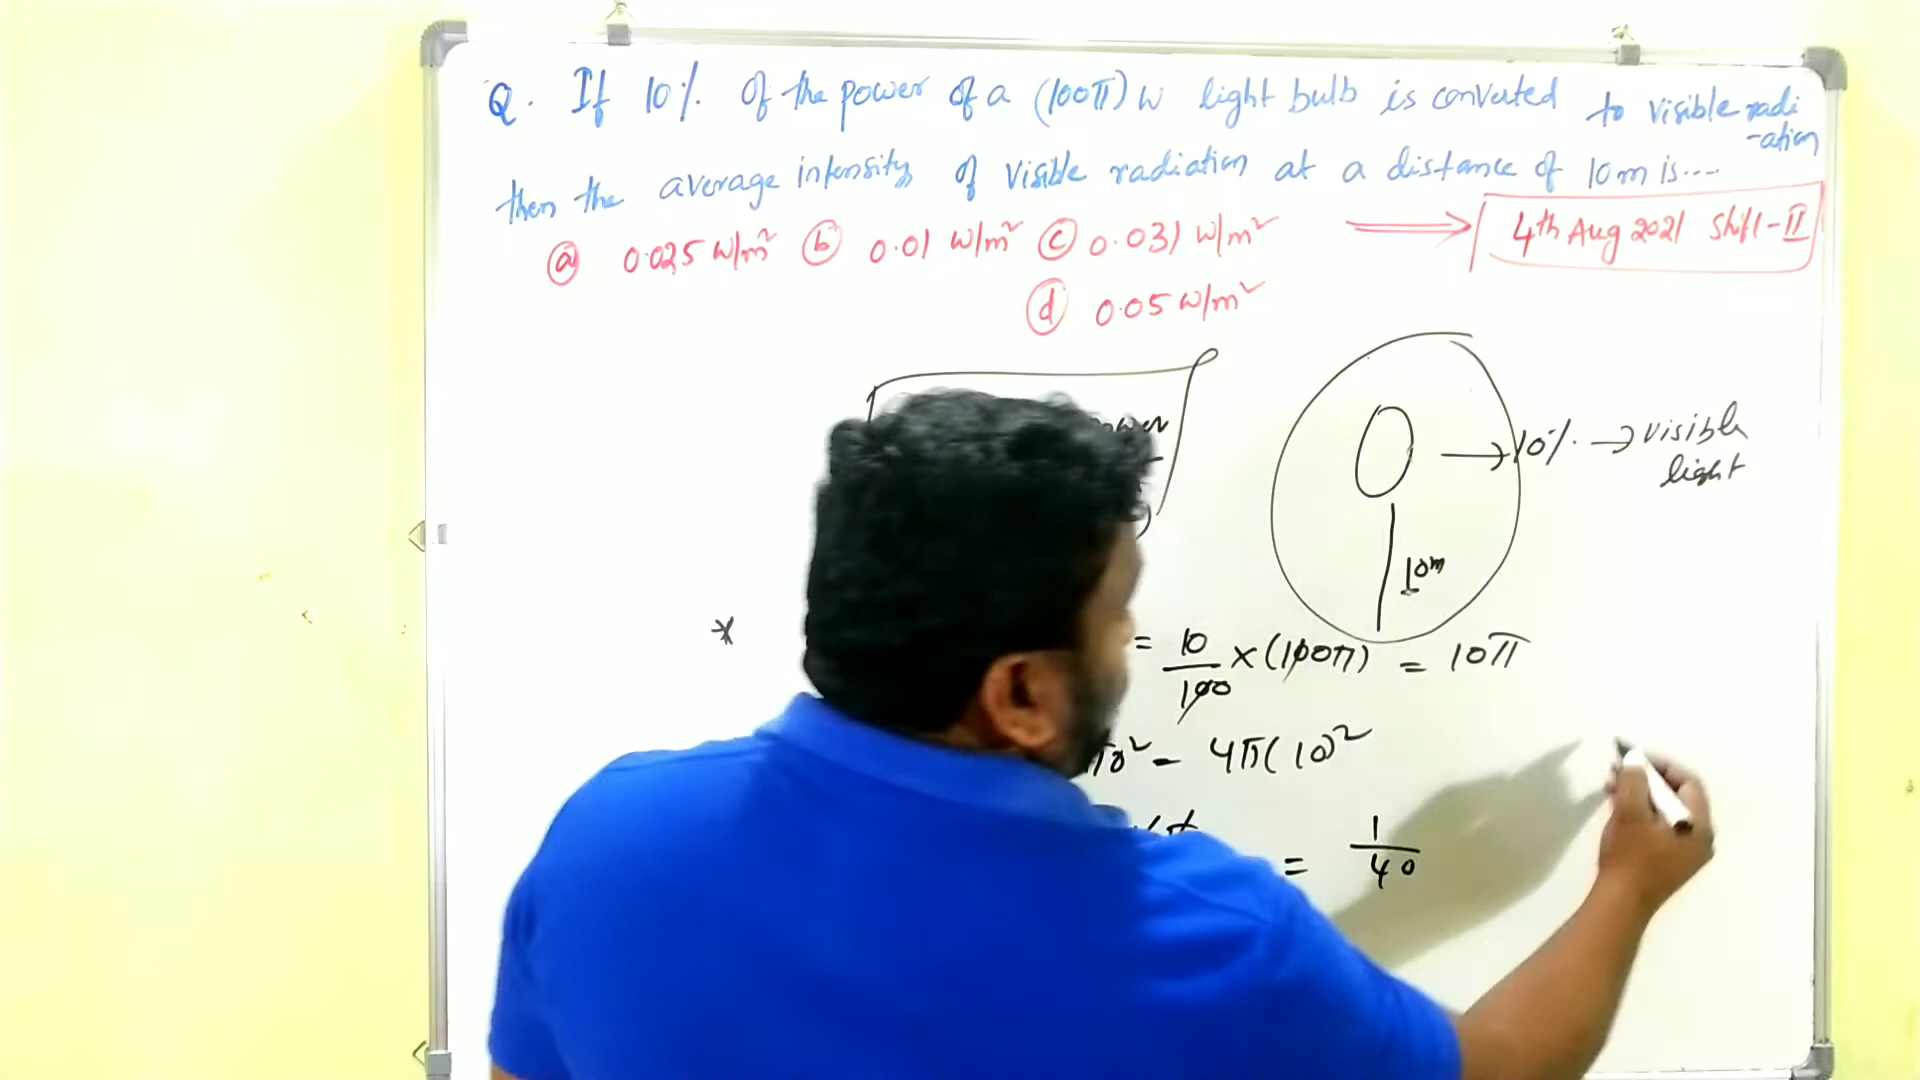 Q. If 10% of the power of a (100π) W light bulb is converted to visible radi
-ation
then the average intensity of visible radiation at a distance of 10m is....
ⓐ 0.025 W/m² ⓑ 0.01 W/m² ⓒ 0.031 W/m² ⟹ 4th Aug 2021 Shift-II
ⓓ 0.05 W/m²
→ 10% → visible
light
10m
*
= 10/100 × (100π) = 10π
πr² = 4π(10)²
= 1/40